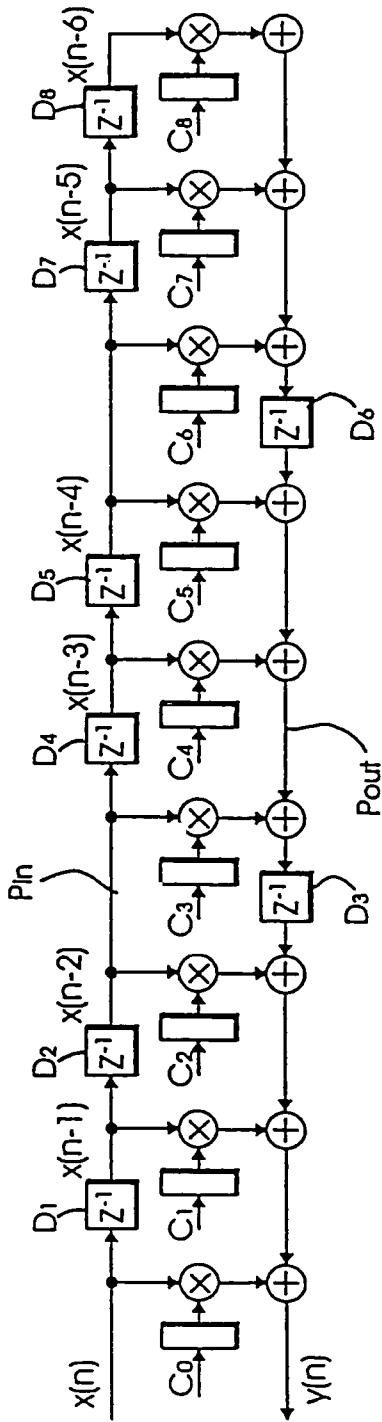 D1
D2
D4
D5
D7
D8
PIn
x(n)
x(n-1)
x(n-2)
x(n-3)
x(n-4)
x(n-5)
x(n-6)
Z-1
Z-1
Z-1
Z-1
Z-1
Z-1
C0
C1
C2
C3
C4
C5
C6
C7
C8
Z-1
Z-1
y(n)
D3
Pout
D6